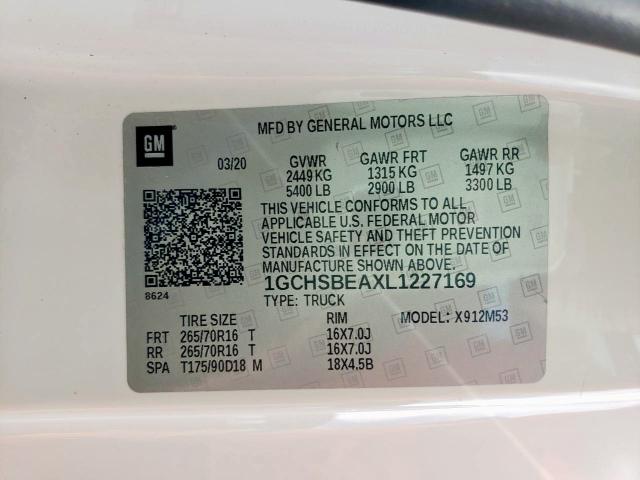 GM
MFD BY GENERAL MOTORS LLC
03/20 GVWR GAWR FRT GAWR RR
2449 KG 1315 KG 1497 KG
5400 LB 2900 LB 3300 LB
THIS VEHICLE CONFORMS TO ALL
APPLICABLE U.S. FEDERAL MOTOR
VEHICLE SAFETY AND THEFT PREVENTION
STANDARDS IN EFFECT ON THE DATE OF
MANUFACTURE SHOWN ABOVE.
8624
1GCHSBEAXL1227169
TYPE: TRUCK
TIRE SIZE RIM MODEL: X912M53
FRT 265/70R16 T 16X7.0J
RR 265/70R16 T 16X7.0J
SPA T175/90D18 M 18X4.5B